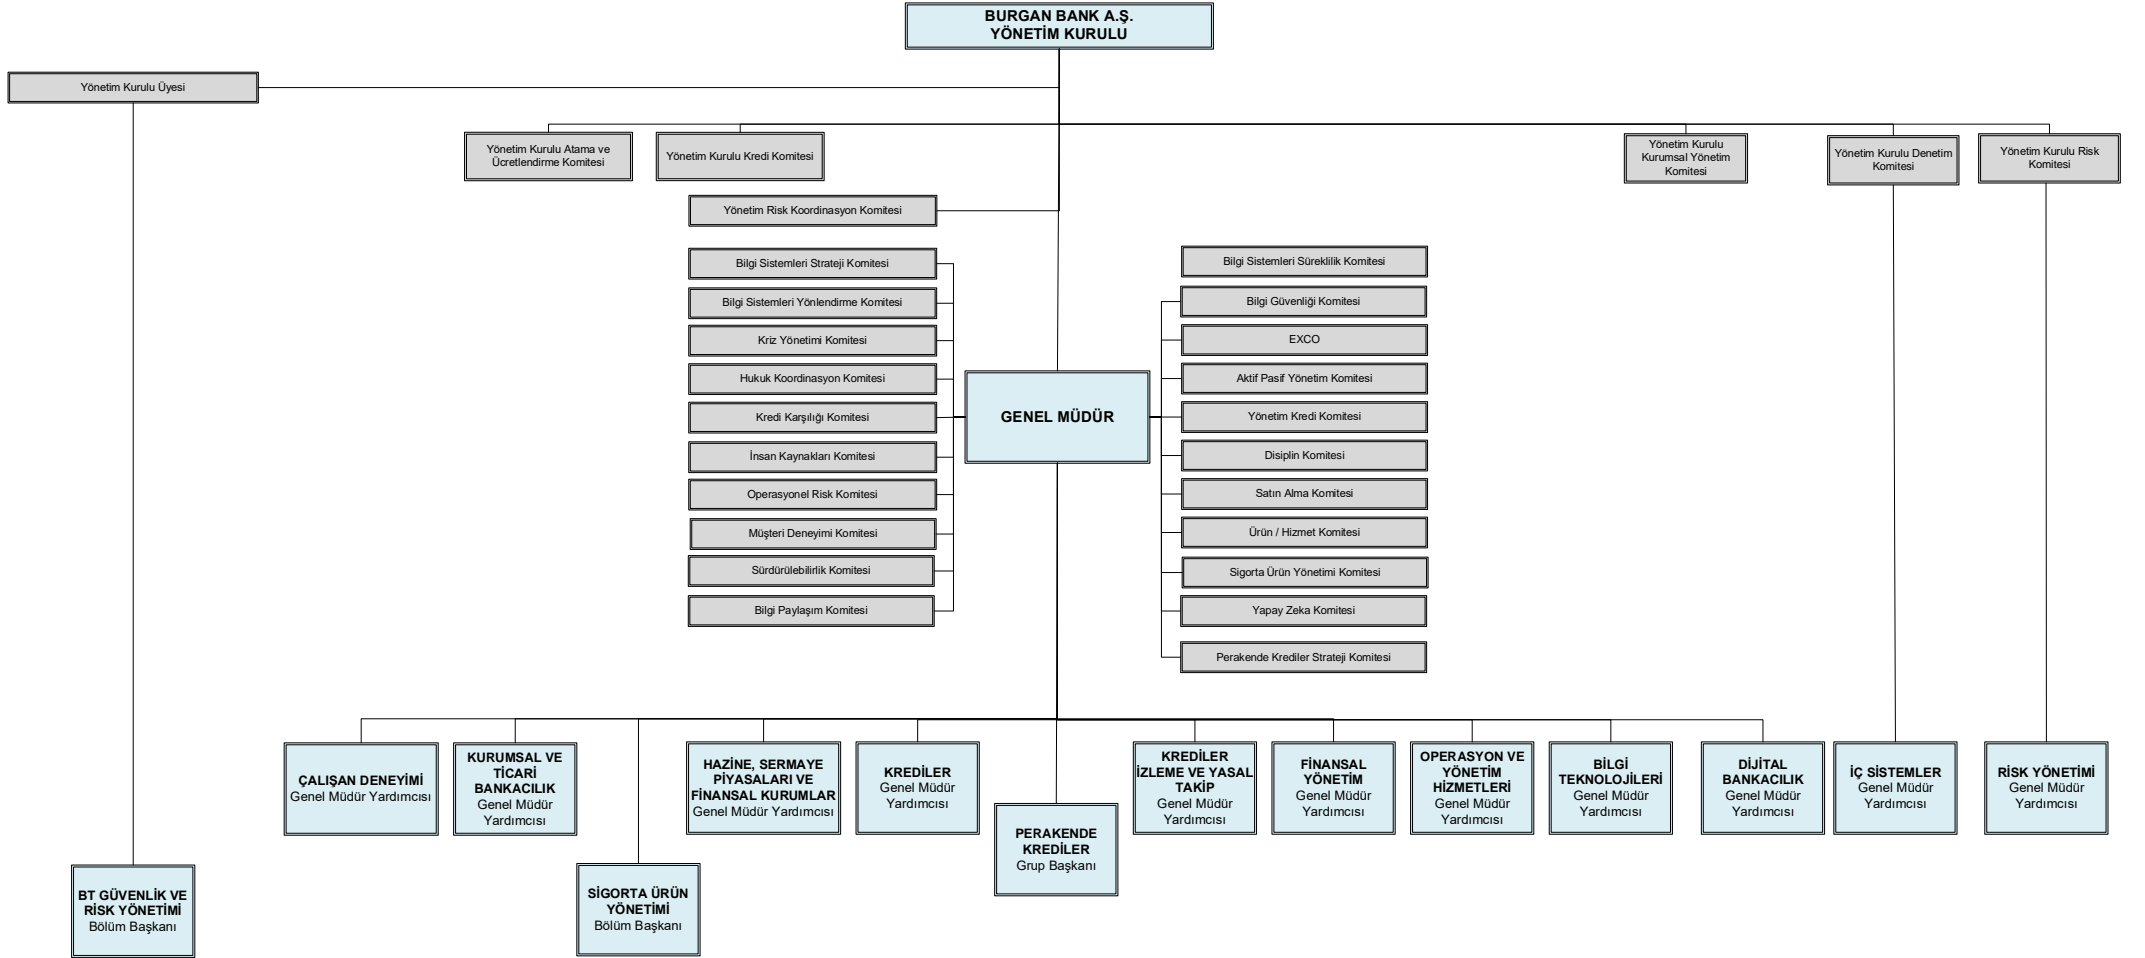 BURGAN BANK A.Ş.
YÖNETİM KURULU
Yönetim Kurulu Üyesi
Yönetim Kurulu Atama ve
Ücretlendirme Komitesi
Yönetim Kurulu Kredi Komitesi
Yönetim Kurulu
Kurumsal Yönetim
Komitesi
Yönetim Kurulu Denetim
Komitesi
Yönetim Kurulu Risk
Komitesi
Yönetim Risk Koordinasyon Komitesi
Bilgi Sistemleri Strateji Komitesi
Bilgi Sistemleri Yönlendirme Komitesi
Kriz Yönetimi Komitesi
Hukuk Koordinasyon Komitesi
Kredi Karşılığı Komitesi
İnsan Kaynakları Komitesi
Operasyonel Risk Komitesi
Müşteri Deneyimi Komitesi
Sürdürülebilirlik Komitesi
Bilgi Paylaşım Komitesi
GENEL MÜDÜR
Bilgi Sistemleri Süreklilik Komitesi
Bilgi Güvenliği Komitesi
EXCO
Aktif Pasif Yönetim Komitesi
Yönetim Kredi Komitesi
Disiplin Komitesi
Satın Alma Komitesi
Ürün / Hizmet Komitesi
Sigorta Ürün Yönetimi Komitesi
Yapay Zeka Komitesi
Perakende Krediler Strateji Komitesi
ÇALIŞAN DENEYİMİ
Genel Müdür Yardımcısı
KURUMSAL VE
TİCARİ
BANKACILIK
Genel Müdür
Yardımcısı
HAZİNE, SERMAYE
PİYASALARI VE
FİNANSAL KURUMLAR
Genel Müdür Yardımcısı
KREDİLER
Genel Müdür
Yardımcısı
PERAKENDE
KREDİLER
Grup Başkanı
KREDİLER
İZLEME VE YASAL
TAKİP
Genel Müdür
Yardımcısı
FİNANSAL
YÖNETİM
Genel Müdür
Yardımcısı
OPERASYON VE
YÖNETİM
HİZMETLERİ
Genel Müdür
Yardımcısı
BİLGİ
TEKNOLOJİLERİ
Genel Müdür
Yardımcısı
DİJİTAL
BANKACILIK
Genel Müdür
Yardımcısı
İÇ SİSTEMLER
Genel Müdür
Yardımcısı
RİSK YÖNETİMİ
Genel Müdür
Yardımcısı
BT GÜVENLİK VE
RİSK YÖNETİMİ
Bölüm Başkanı
SİGORTA ÜRÜN
YÖNETİMİ
Bölüm Başkanı